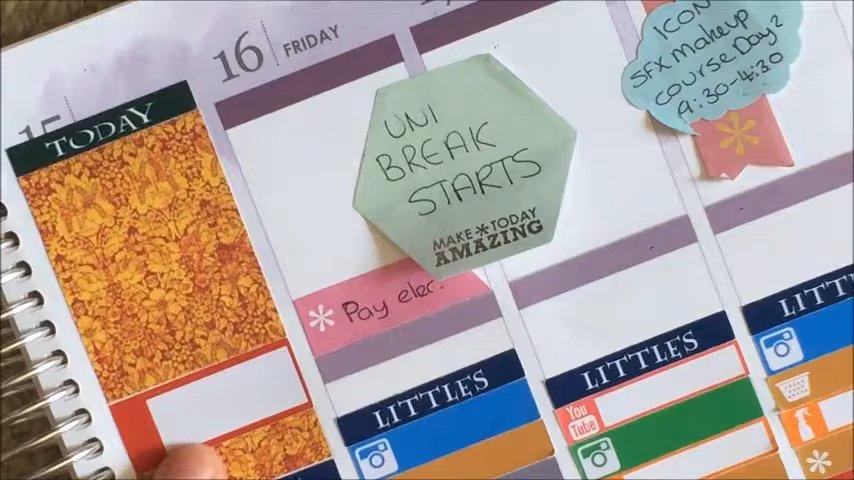 15
TODAY
16 FRIDAY
UNI
BREAK
STARTS
MAKE*TODAY
AMAZING
Pay elec.
ICON
SFX Makeup
course Day 2
9:30-4:30
LITTLES
LITTLES
You
Tube
LITTLES